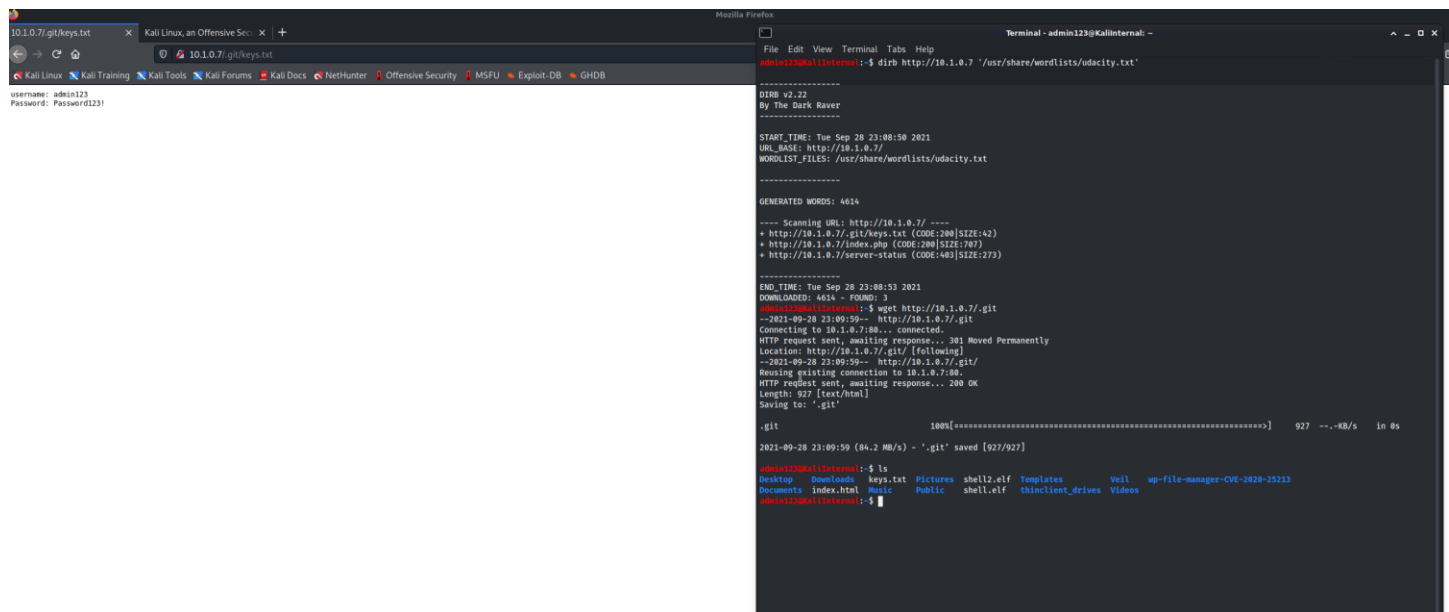 Mozilla Firefox
10.1.0.7/.git/keys.txt
Kali Linux, an Offensive Sec
10.1.0.7/.git/keys.txt
Kali Linux Kali Training Kali Tools Kali Forums Kali Docs NetHunter Offensive Security MSFU Exploit-DB GHDB
username: admin123
Password: Password123!
Terminal - admin123@KaliInternal: ~
File Edit View Terminal Tabs Help
admin123@KaliInternal:~$ dirb http://10.1.0.7 '/usr/share/wordlists/udacity.txt'
-----------------
DIRB v2.22
By The Dark Raver
-----------------
START_TIME: Tue Sep 28 23:08:50 2021
URL_BASE: http://10.1.0.7/
WORDLIST_FILES: /usr/share/wordlists/udacity.txt
-----------------
GENERATED WORDS: 4614
---- Scanning URL: http://10.1.0.7/ ----
+ http://10.1.0.7/.git/keys.txt (CODE:200|SIZE:42)
+ http://10.1.0.7/index.php (CODE:200|SIZE:707)
+ http://10.1.0.7/server-status (CODE:403|SIZE:273)
-----------------
END_TIME: Tue Sep 28 23:08:53 2021
DOWNLOADED: 4614 - FOUND: 3
admin123@KaliInternal:~$ wget http://10.1.0.7/.git
--2021-09-28 23:09:59--  http://10.1.0.7/.git
Connecting to 10.1.0.7:80... connected.
HTTP request sent, awaiting response... 301 Moved Permanently
Location: http://10.1.0.7/.git/ [following]
--2021-09-28 23:09:59--  http://10.1.0.7/.git/
Reusing existing connection to 10.1.0.7:80.
HTTP request sent, awaiting response... 200 OK
Length: 927 [text/html]
Saving to: '.git'
.git 100%[===================================================================>] 927 --.-KB/s in 0s
2021-09-28 23:09:59 (84.2 MB/s) - '.git' saved [927/927]
admin123@KaliInternal:~$ ls
Desktop Downloads keys.txt Pictures shell2.elf Templates Veil wp-file-manager-CVE-2020-25213
Documents index.html Music Public shell.elf thinclient_drives Videos
admin123@KaliInternal:~$